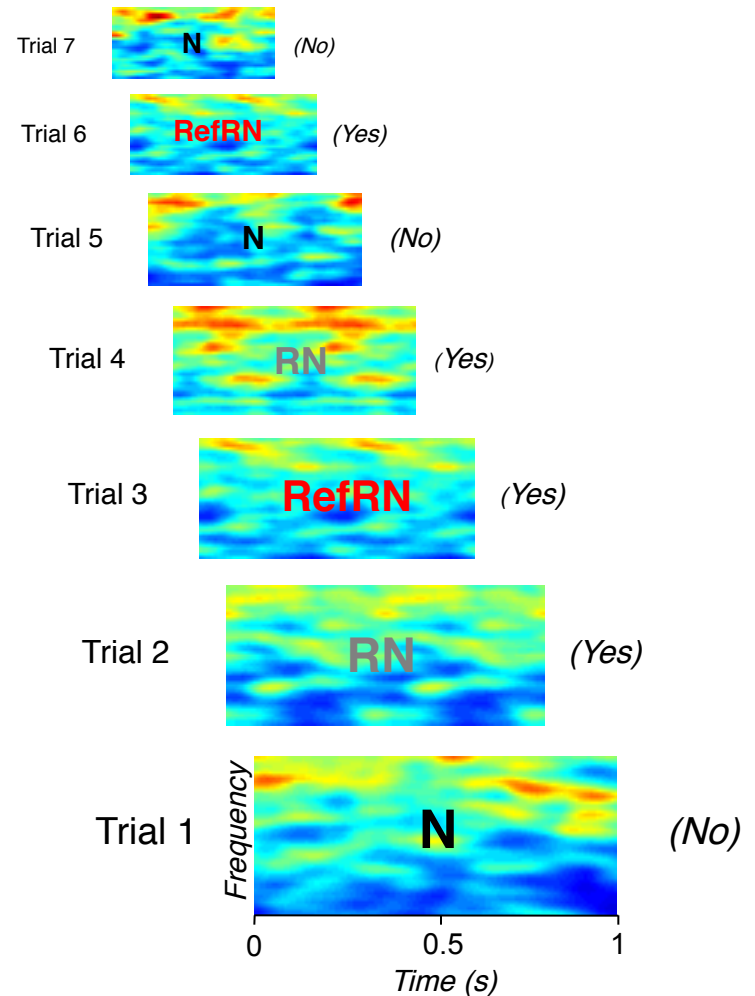 Trial 7 N (No)
Trial 6 RefRN (Yes)
Trial 5 N (No)
Trial 4 RN (Yes)
Trial 3 RefRN (Yes)
Trial 2 RN (Yes)
Trial 1 N (No)
Frequency
0 0.5 1
Time (s)